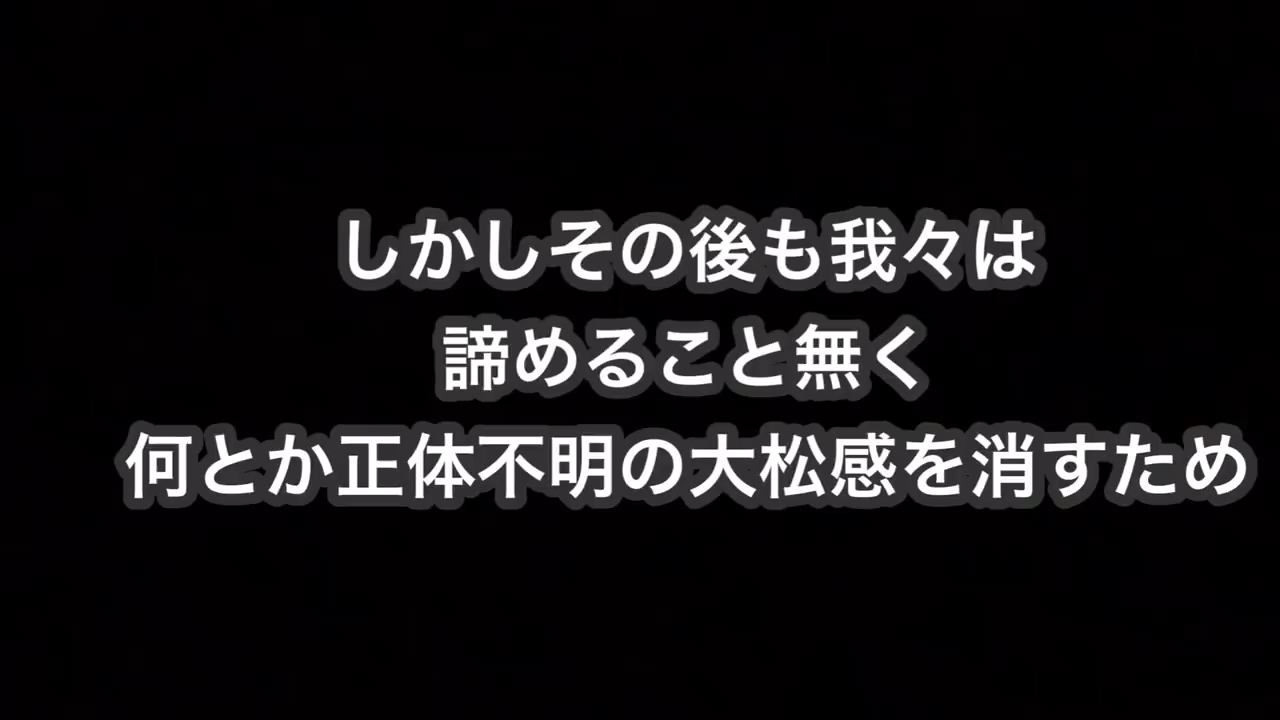 しかしその後も我々は
諦めること無く
何とか正体不明の大松感を消すため